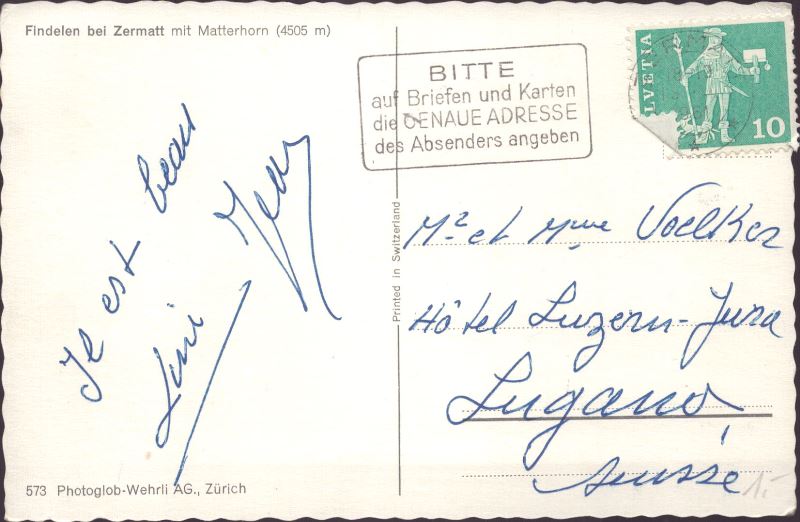 Findelen bei Zermatt mit Matterhorn (4505 m)
BITTE
auf Briefen und Karten
die GENAUE ADRESSE
des Absenders angeben
LVETIA
10
Il est beau
Mr et Mme Voelker
Hôtel Luzern-Jura
Lugano,
Suisse
1.-
Printed in Switzerland
573 Photoglob-Wehrli AG., Zürich